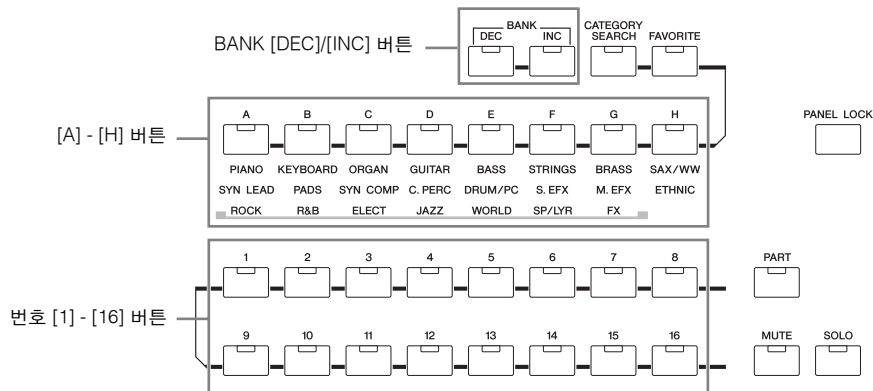 BANK [DEC]/[INC] 버튼
BANK
DEC INC
CATEGORY
SEARCH FAVORITE
[A] - [H] 버튼
A B C D E F G H
PIANO KEYBOARD ORGAN GUITAR BASS STRINGS BRASS SAX/WW
SYN LEAD PADS SYN COMP C. PERC DRUM/PC S. EFX M. EFX ETHNIC
ROCK R&B ELECT JAZZ WORLD SP/LYR FX
PANEL LOCK
번호 [1] - [16] 버튼
1 2 3 4 5 6 7 8 PART
9 10 11 12 13 14 15 16 MUTE SOLO